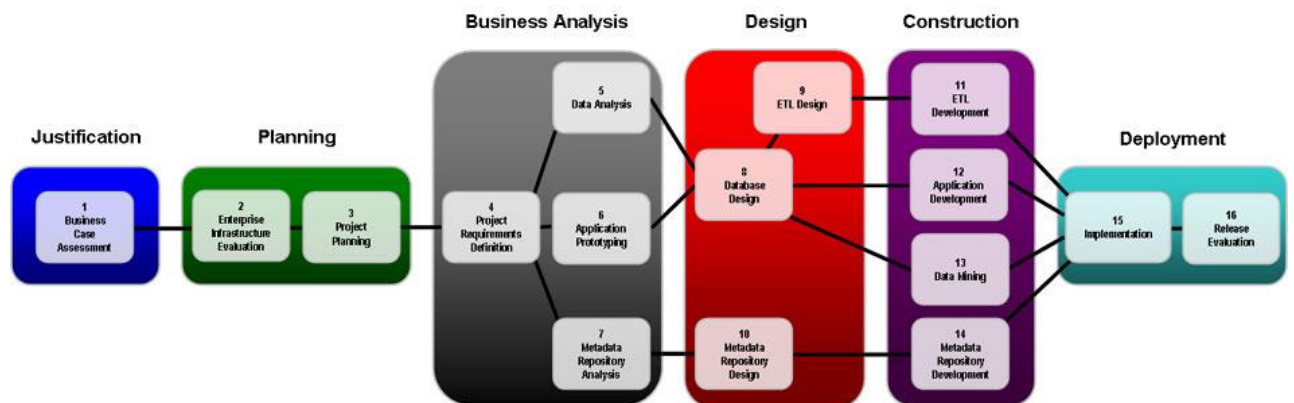 Justification
1
Business
Case
Assessment
Planning
2
Enterprise
Infrastructure
Evaluation
3
Project
Planning
Business Analysis
4
Project
Requirements
Definition
5
Data Analysis
6
Application
Prototyping
7
Metadata
Repository
Analysis
Design
8
Database
Design
9
ETL Design
10
Metadata
Repository
Design
Construction
11
ETL
Development
12
Application
Development
13
Data Mining
14
Metadata
Repository
Development
Deployment
15
Implementation
16
Release
Evaluation